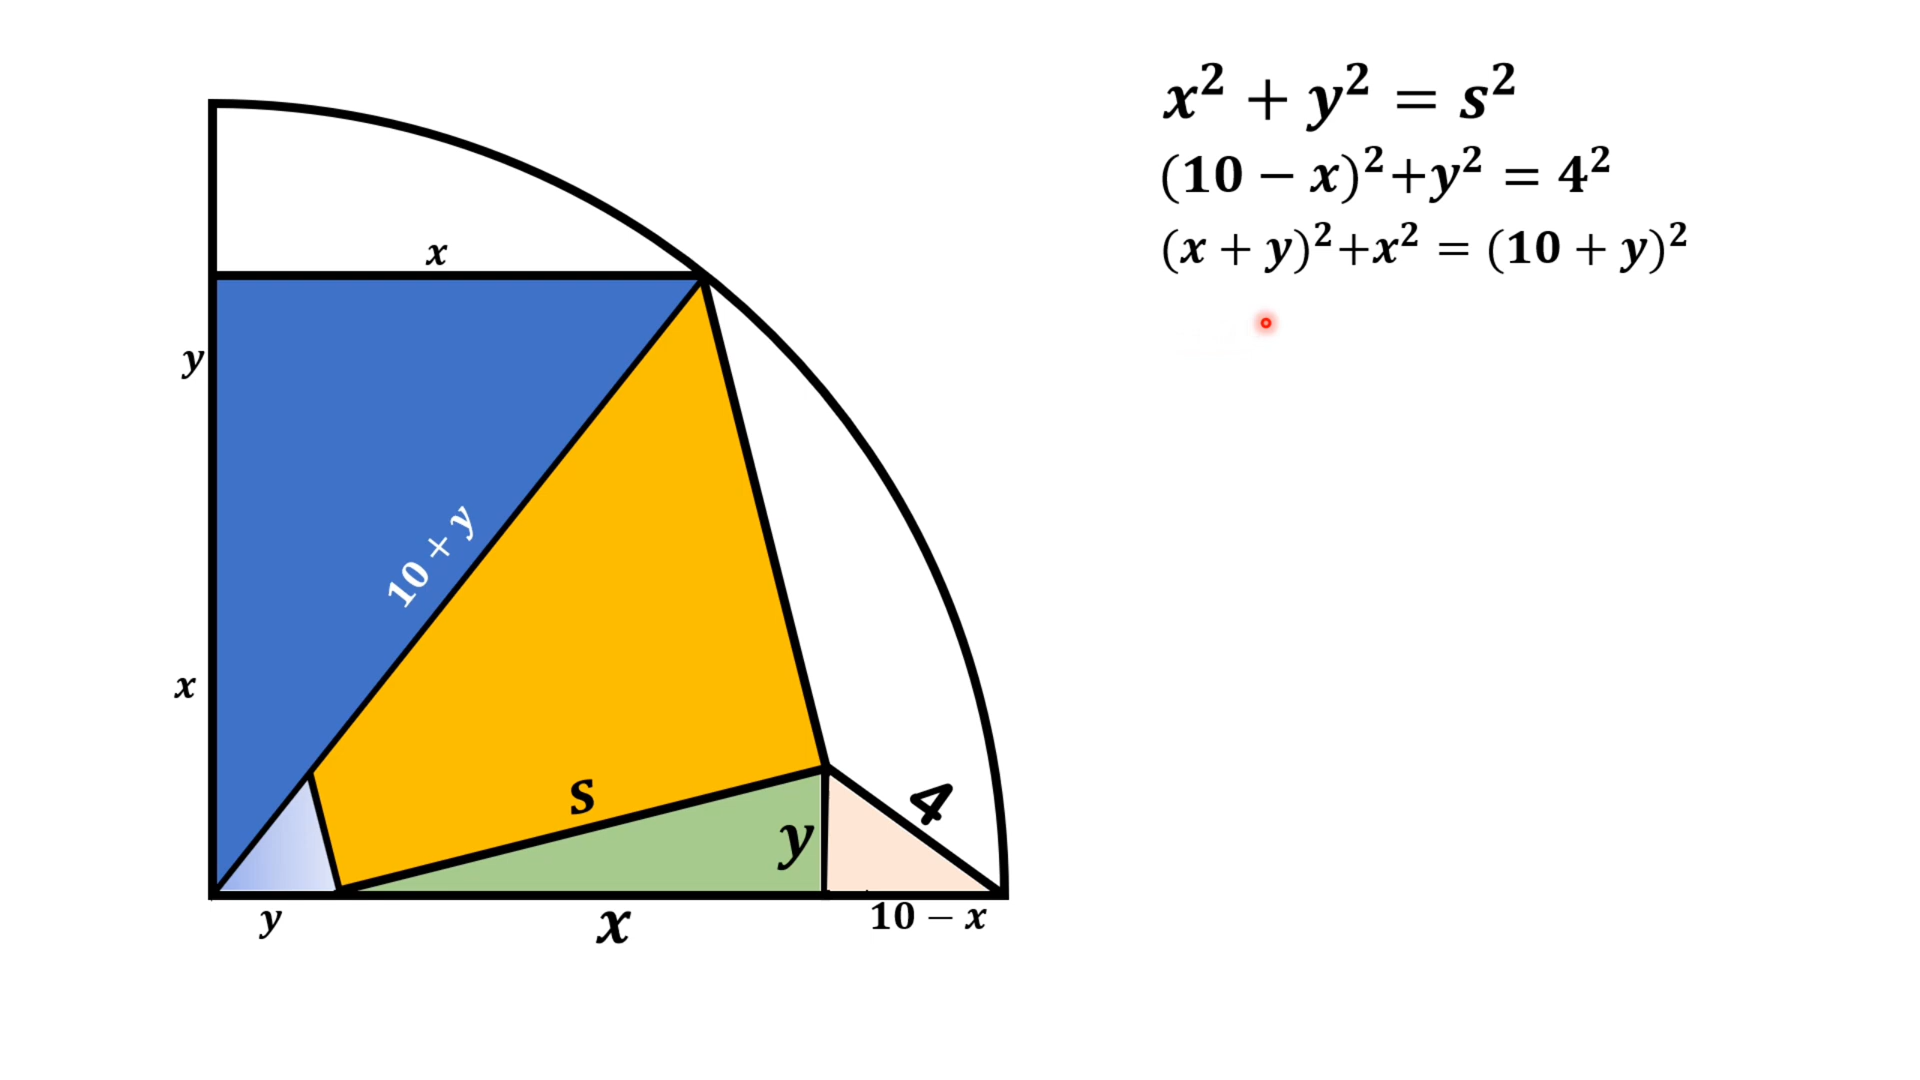 x² + y² = s²
(10 − x)²+y² = 4²
(x + y)²+x² = (10 + y)²
x
y
10 + y
x
s
4
y
y
x
10 − x